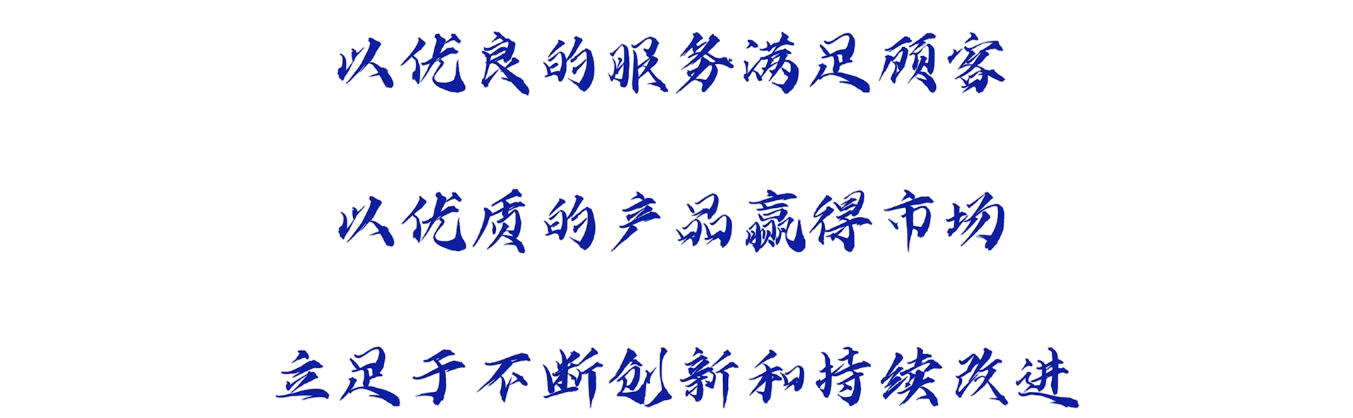 以优良的服务满足顾客
以优质的产品赢得市场
立足于不断创新和持续改进